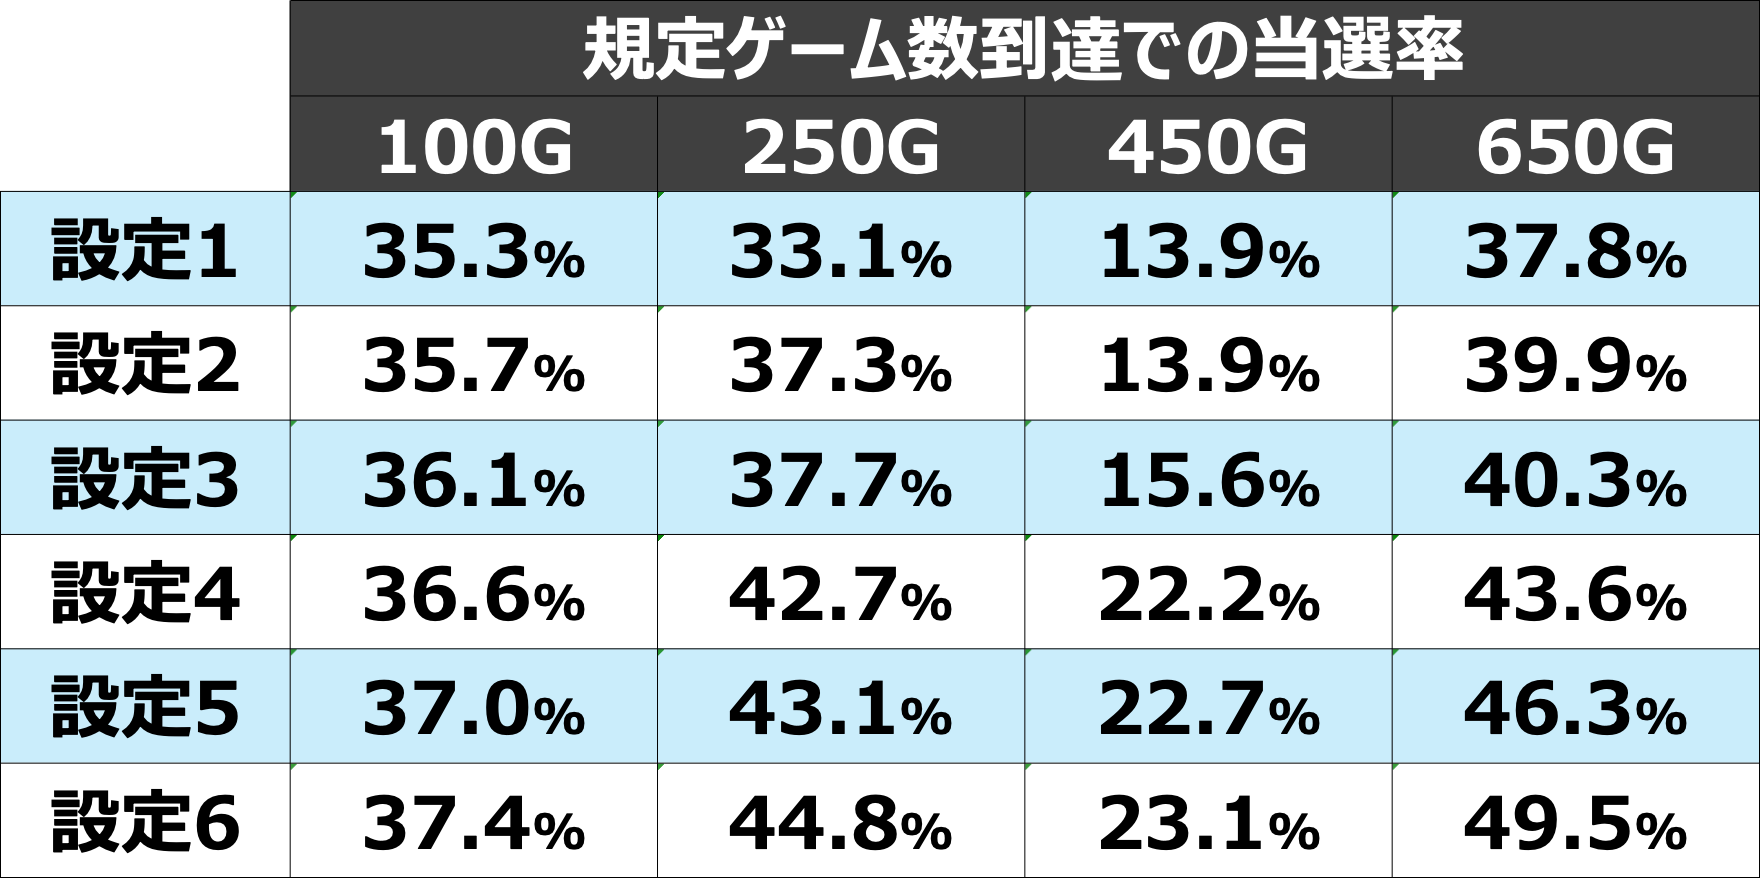 規定ゲーム数到達での当選率
100G 250G 450G 650G
設定1 35.3% 33.1% 13.9% 37.8%
設定2 35.7% 37.3% 13.9% 39.9%
設定3 36.1% 37.7% 15.6% 40.3%
設定4 36.6% 42.7% 22.2% 43.6%
設定5 37.0% 43.1% 22.7% 46.3%
設定6 37.4% 44.8% 23.1% 49.5%